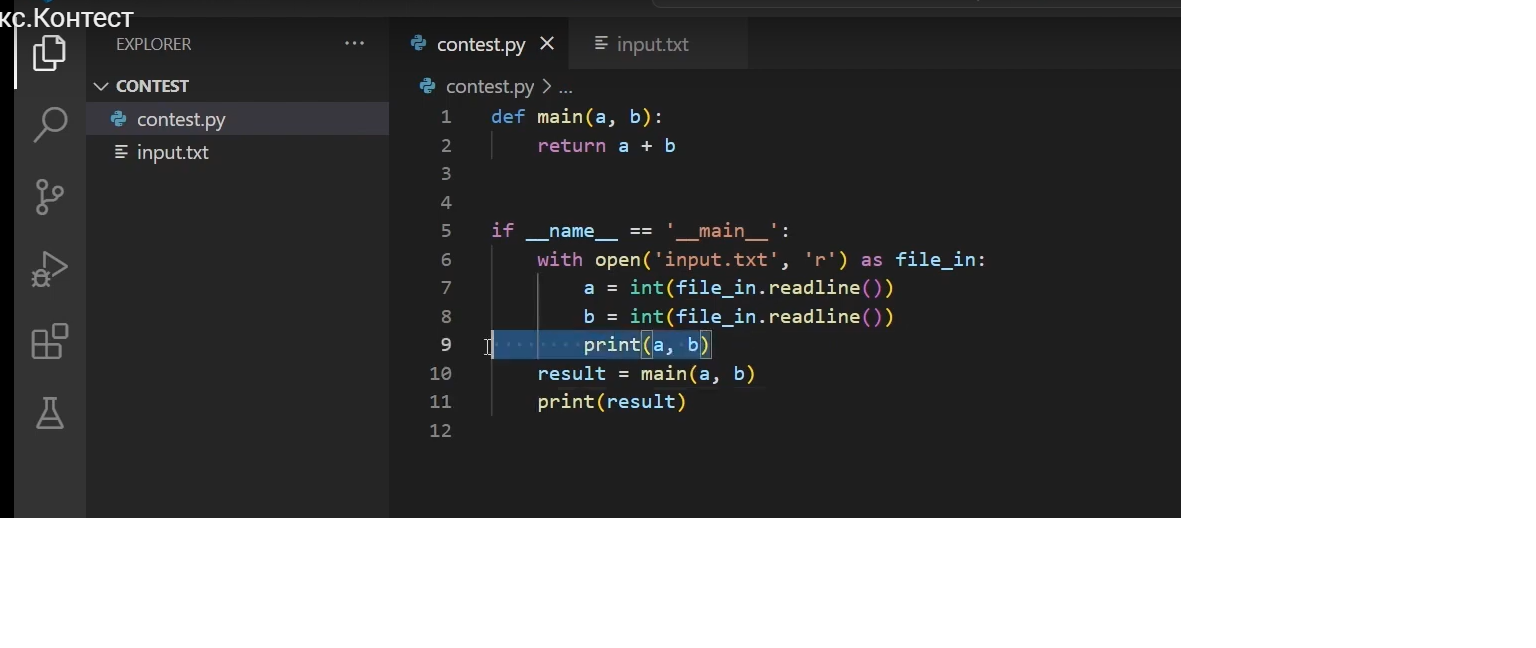 кс.Контест
EXPLORER ...
CONTEST
contest.py
input.txt
contest.py input.txt
contest.py > ...
1 def main(a, b):
2 return a + b
3
4
5 if __name__ == '__main__':
6 with open('input.txt', 'r') as file_in:
7 a = int(file_in.readline())
8 b = int(file_in.readline())
9 print(a, b)
10 result = main(a, b)
11 print(result)
12